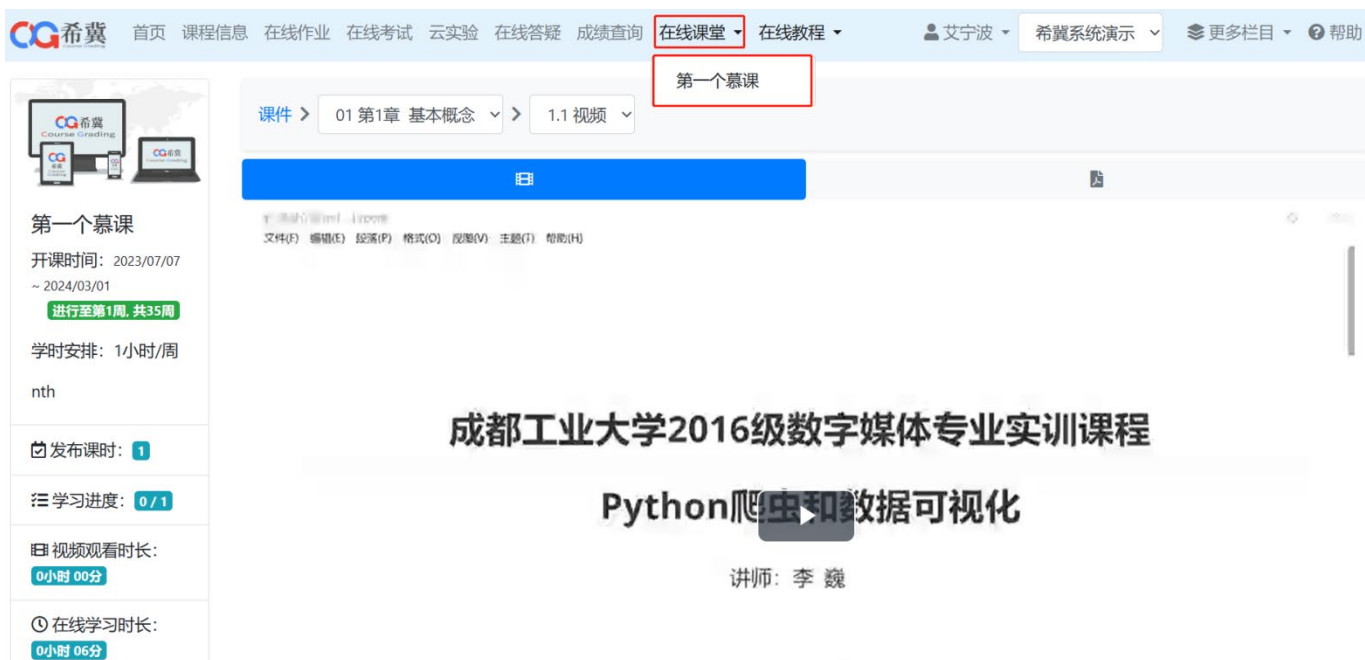 希冀 首页 课程信息 在线作业 在线考试 云实验 在线答疑 成绩查询 在线课堂 在线教程 艾宁波 希冀系统演示 更多栏目 帮助
第一个慕课
CG希冀
Course Grading
课件 > 01 第1章 基本概念 > 1.1 视频
第一个慕课
开课时间：2023/07/07
~ 2024/03/01
进行至第1周, 共35周
学时安排：1小时/周
nth
发布课时：1
学习进度：0 / 1
视频观看时长：
0小时 00分
在线学习时长：
0小时 06分
文件(F) 编辑(E) 段落(P) 格式(O) 视图(V) 主题(T) 帮助(H)
成都工业大学2016级数字媒体专业实训课程
Python爬虫和数据可视化
讲师：李 巍